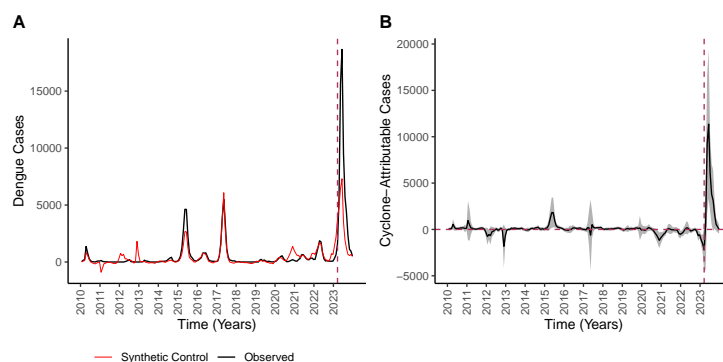 A
Dengue Cases
15000
10000
5000
0
2010 2011 2012 2013 2014 2015 2016 2017 2018 2019 2020 2021 2022 2023
Time (Years)
Synthetic Control Observed
B
Cyclone−Attributable Cases
20000
15000
10000
5000
0
−5000
2010 2011 2012 2013 2014 2015 2016 2017 2018 2019 2020 2021 2022 2023
Time (Years)